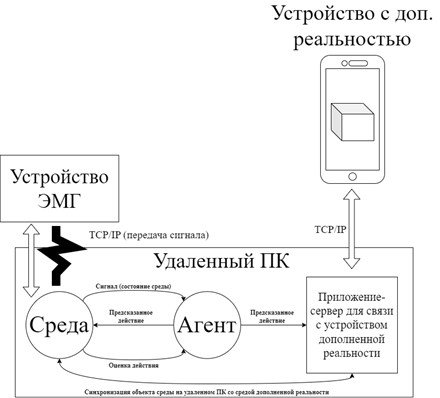 Устройство с доп.
реальностью
Устройство
ЭМГ
TCP/IP (передача сигнала)
TCP/IP
Удаленный ПК
Сигнал (состояние среды)
Среда
Предсказанное
действие
Агент
Предсказанное
действие
Приложение-
сервер для связи
с устройством
дополненной
реальности
Оценка действия
Синхронизация объекта среды на удаленном ПК со средой дополненной реальности